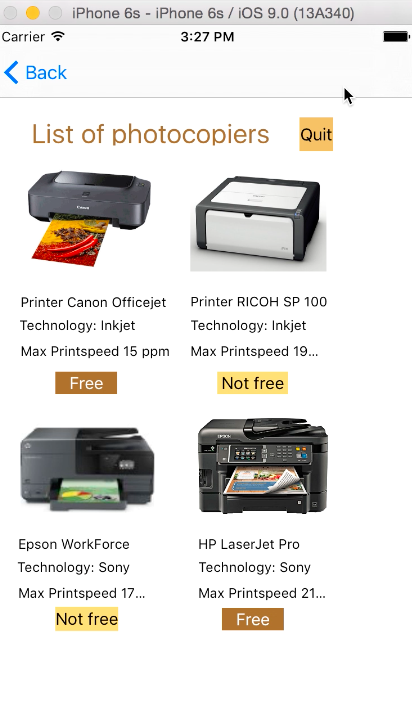 iPhone 6s - iPhone 6s / iOS 9.0 (13A340)
Carrier 3:27 PM
Back
List of photocopiers Quit
Canon
Printer Canon Officejet
Technology: Inkjet
Max Printspeed 15 ppm
Free
Printer RICOH SP 100
Technology: Inkjet
Max Printspeed 19...
Not free
Epson WorkForce
Technology: Sony
Max Printspeed 17...
Not free
EPSON
HP LaserJet Pro
Technology: Sony
Max Printspeed 21...
Free